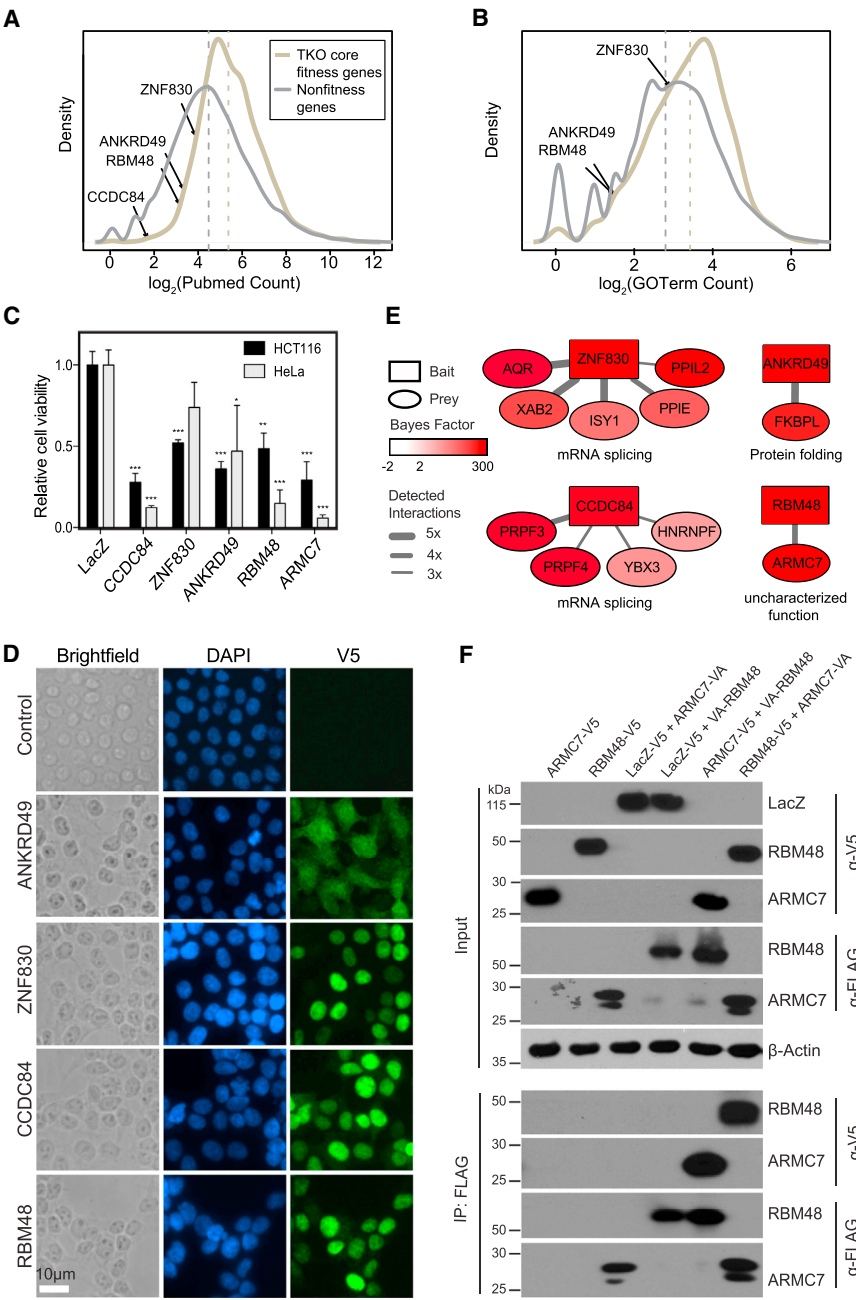 A
Density
TKO core
fitness genes
Nonfitness
genes
ZNF830
ANKRD49
RBM48
CCDC84
0 2 4 6 8 10 12
log2(Pubmed Count)
B
Density
ZNF830
ANKRD49
RBM48
0 2 4 6
log2(GOTerm Count)
C
Relative cell viability
1.0
0.5
0.0
HCT116
HeLa
***
***
***
***
*
**
***
***
***
LacZ
CCDC84
ZNF830
ANKRD49
RBM48
ARMC7
E
Bait
Prey
Bayes Factor
-2 2 300
Detected
Interactions
5x
4x
3x
ZNF830
AQR
PPIL2
XAB2
ISY1
PPIE
mRNA splicing
ANKRD49
FKBPL
Protein folding
CCDC84
PRPF3
HNRNPF
PRPF4
YBX3
mRNA splicing
RBM48
ARMC7
uncharacterized
function
D
Brightfield DAPI V5
Control
ANKRD49
ZNF830
CCDC84
RBM48
10μm
F
ARMC7-V5
RBM48-V5
LacZ-V5 + ARMC7-VA
LacZ-V5 + VA-RBM48
ARMC7-V5 + VA-RBM48
RBM48-V5 + ARMC7-VA
kDa
Input
115 LacZ
50 RBM48
30
25 ARMC7
α-V5
50 RBM48
30
25 ARMC7
α-FLAG
35 β-Actin
IP: FLAG
50 RBM48
30
25 ARMC7
α-V5
50 RBM48
30
25 ARMC7
α-FLAG